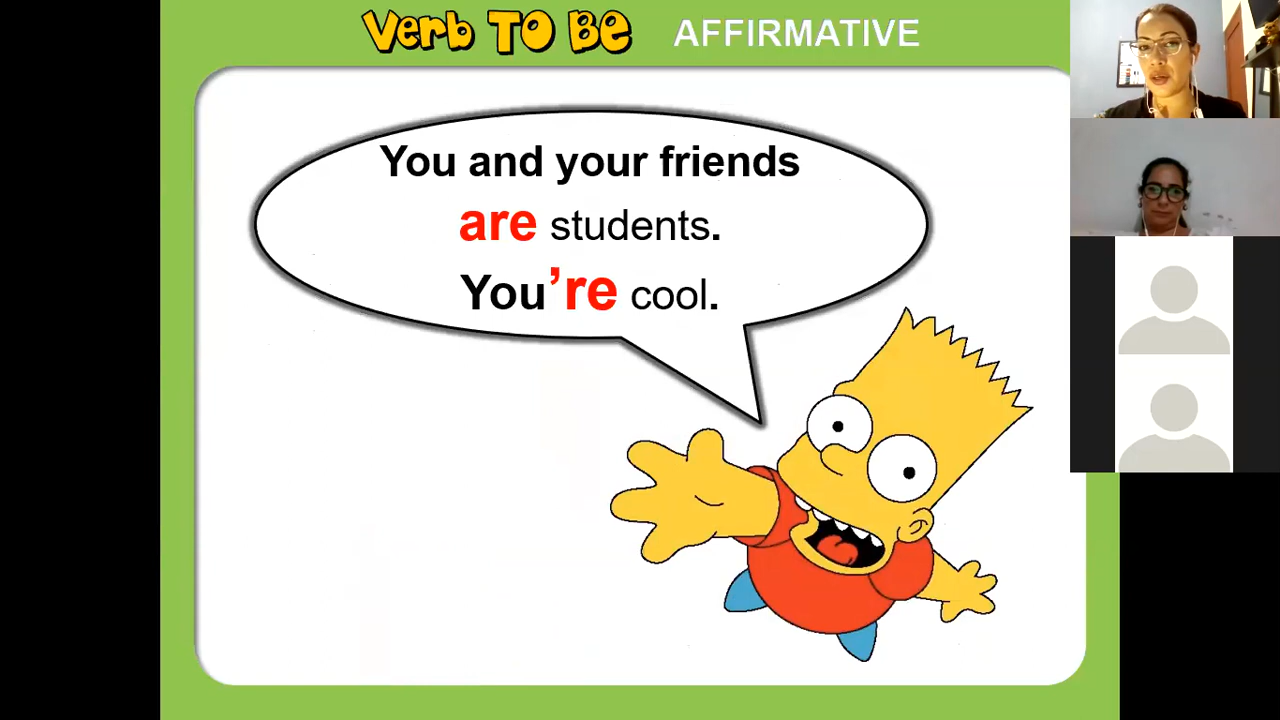 Verb TO BE AFFIRMATIVE
You and your friends
are students.
You’re cool.